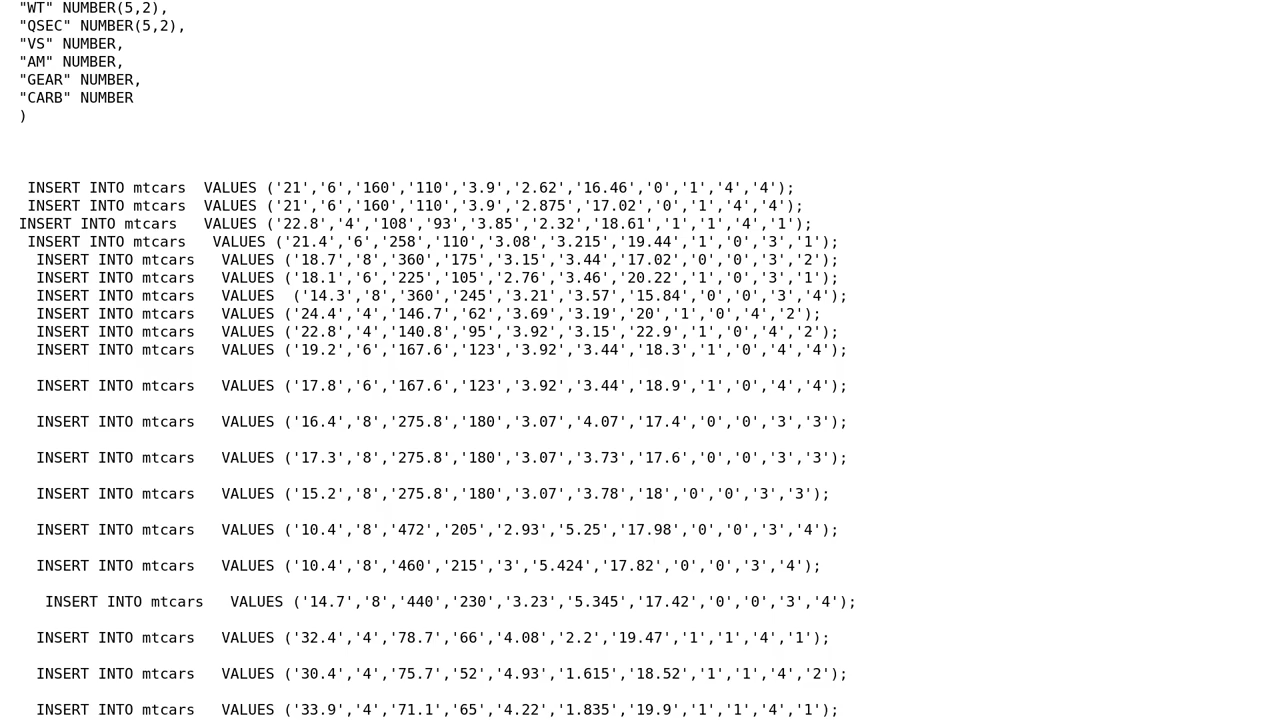 "WT" NUMBER(5,2),
"QSEC" NUMBER(5,2),
"VS" NUMBER,
"AM" NUMBER,
"GEAR" NUMBER,
"CARB" NUMBER
)
INSERT INTO mtcars  VALUES ('21','6','160','110','3.9','2.62','16.46','0','1','4','4');
INSERT INTO mtcars  VALUES ('21','6','160','110','3.9','2.875','17.02','0','1','4','4');
INSERT INTO mtcars   VALUES ('22.8','4','108','93','3.85','2.32','18.61','1','1','4','1');
INSERT INTO mtcars   VALUES ('21.4','6','258','110','3.08','3.215','19.44','1','0','3','1');
INSERT INTO mtcars   VALUES ('18.7','8','360','175','3.15','3.44','17.02','0','0','3','2');
INSERT INTO mtcars   VALUES ('18.1','6','225','105','2.76','3.46','20.22','1','0','3','1');
INSERT INTO mtcars   VALUES  ('14.3','8','360','245','3.21','3.57','15.84','0','0','3','4');
INSERT INTO mtcars   VALUES ('24.4','4','146.7','62','3.69','3.19','20','1','0','4','2');
INSERT INTO mtcars   VALUES ('22.8','4','140.8','95','3.92','3.15','22.9','1','0','4','2');
INSERT INTO mtcars   VALUES ('19.2','6','167.6','123','3.92','3.44','18.3','1','0','4','4');
INSERT INTO mtcars   VALUES ('17.8','6','167.6','123','3.92','3.44','18.9','1','0','4','4');
INSERT INTO mtcars   VALUES ('16.4','8','275.8','180','3.07','4.07','17.4','0','0','3','3');
INSERT INTO mtcars   VALUES ('17.3','8','275.8','180','3.07','3.73','17.6','0','0','3','3');
INSERT INTO mtcars   VALUES ('15.2','8','275.8','180','3.07','3.78','18','0','0','3','3');
INSERT INTO mtcars   VALUES ('10.4','8','472','205','2.93','5.25','17.98','0','0','3','4');
INSERT INTO mtcars   VALUES ('10.4','8','460','215','3','5.424','17.82','0','0','3','4');
INSERT INTO mtcars   VALUES ('14.7','8','440','230','3.23','5.345','17.42','0','0','3','4');
INSERT INTO mtcars   VALUES ('32.4','4','78.7','66','4.08','2.2','19.47','1','1','4','1');
INSERT INTO mtcars   VALUES ('30.4','4','75.7','52','4.93','1.615','18.52','1','1','4','2');
INSERT INTO mtcars   VALUES ('33.9','4','71.1','65','4.22','1.835','19.9','1','1','4','1');